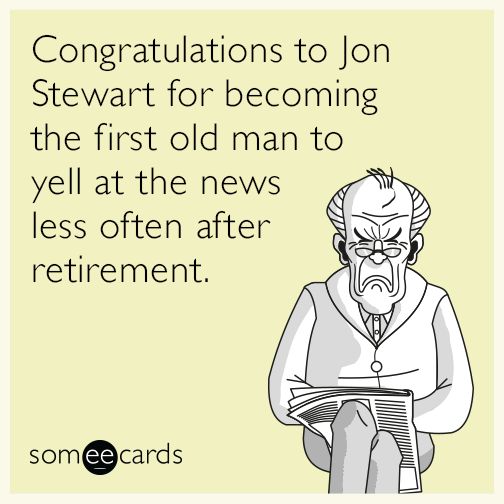 Congratulations to Jon
Stewart for becoming
the first old man to
yell at the news
less often after
retirement.
someecards